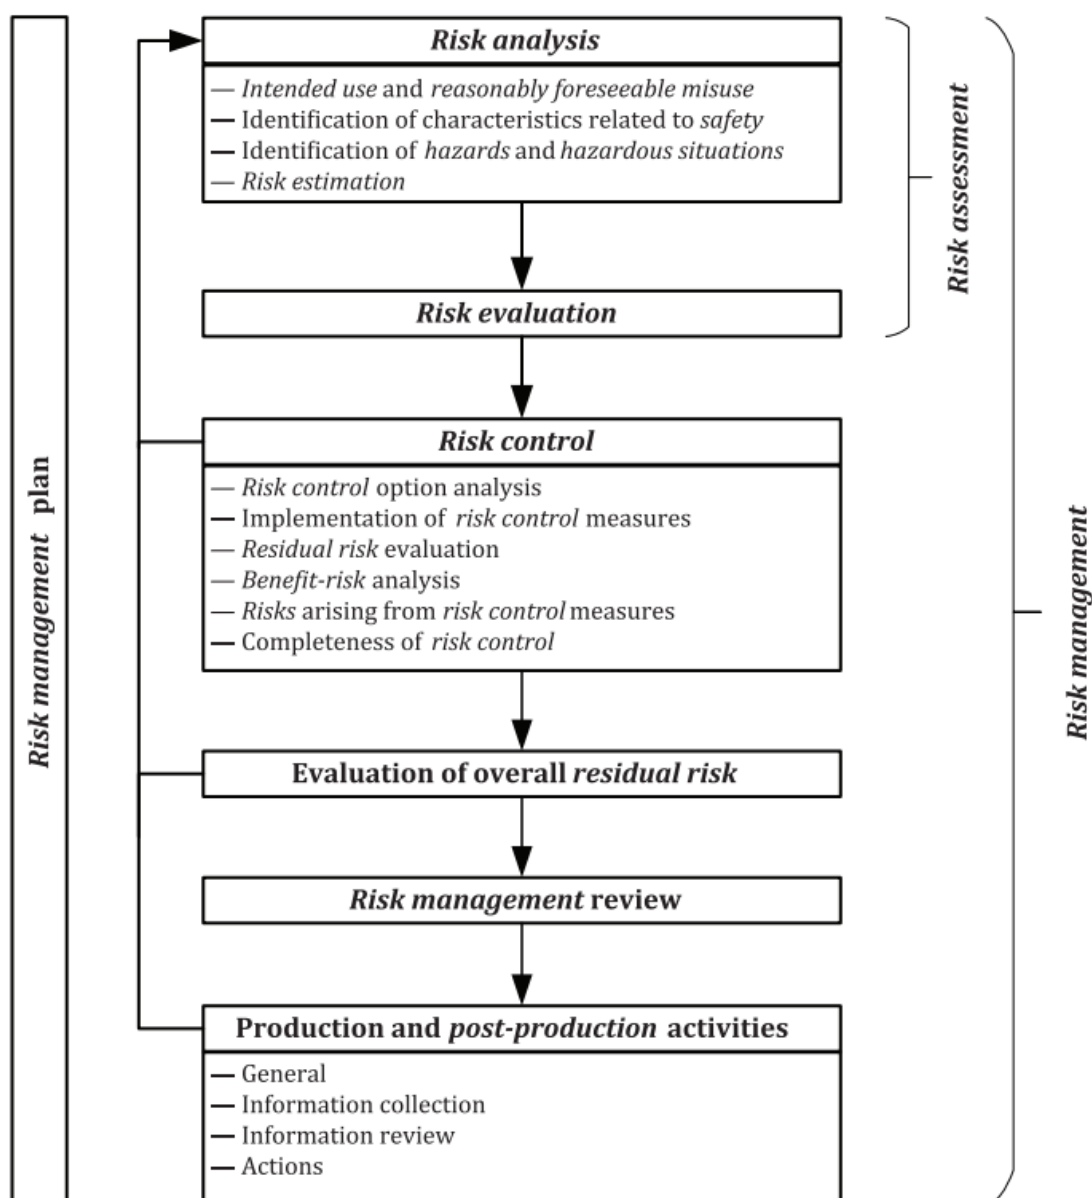 Risk analysis
— Intended use and reasonably foreseeable misuse
— Identification of characteristics related to safety
— Identification of hazards and hazardous situations
— Risk estimation
Risk evaluation
Risk assessment
Risk control
— Risk control option analysis
— Implementation of risk control measures
— Residual risk evaluation
— Benefit-risk analysis
— Risks arising from risk control measures
— Completeness of risk control
Evaluation of overall residual risk
Risk management review
Production and post-production activities
— General
— Information collection
— Information review
— Actions
Risk management plan
Risk management